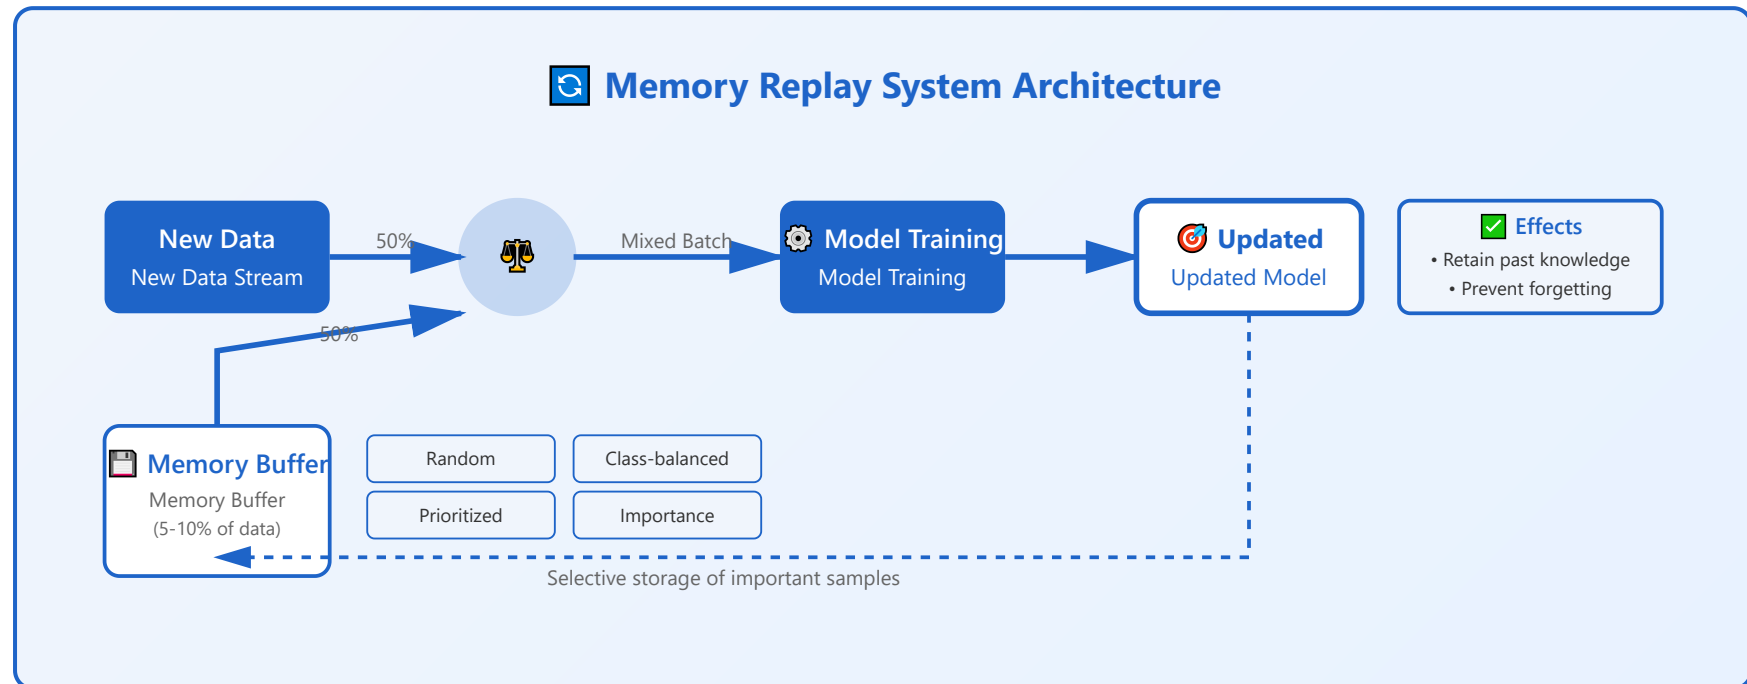 Memory Replay System Architecture
New Data
New Data Stream
50%
50%
Mixed Batch
Model Training
Model Training
Updated
Updated Model
Effects
• Retain past knowledge
• Prevent forgetting
Memory Buffer
Memory Buffer
(5-10% of data)
Random
Class-balanced
Prioritized
Importance
Selective storage of important samples